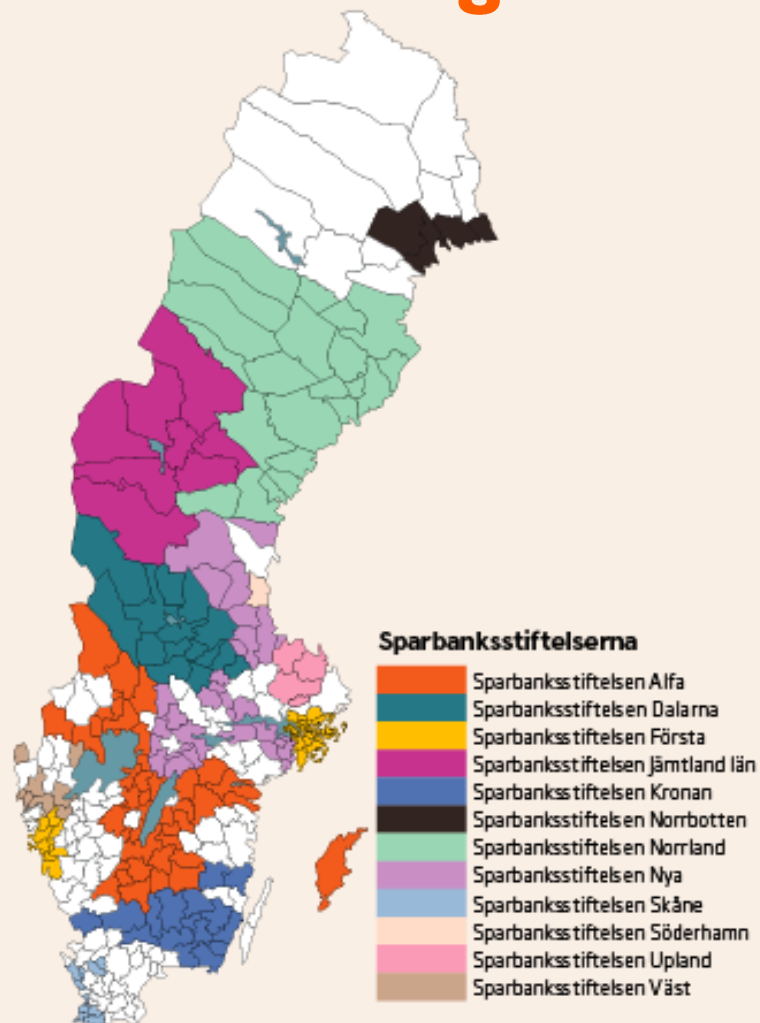 g
Sparbanksstiftelserna
Sparbanksstiftelsen Alfa
Sparbanksstiftelsen Dalarna
Sparbanksstiftelsen Första
Sparbanksstiftelsen Jämtland län
Sparbanksstiftelsen Kronan
Sparbanksstiftelsen Norrbotten
Sparbanksstiftelsen Norrland
Sparbanksstiftelsen Nya
Sparbanksstiftelsen Skåne
Sparbanksstiftelsen Söderhamn
Sparbanksstiftelsen Upland
Sparbanksstiftelsen Väst